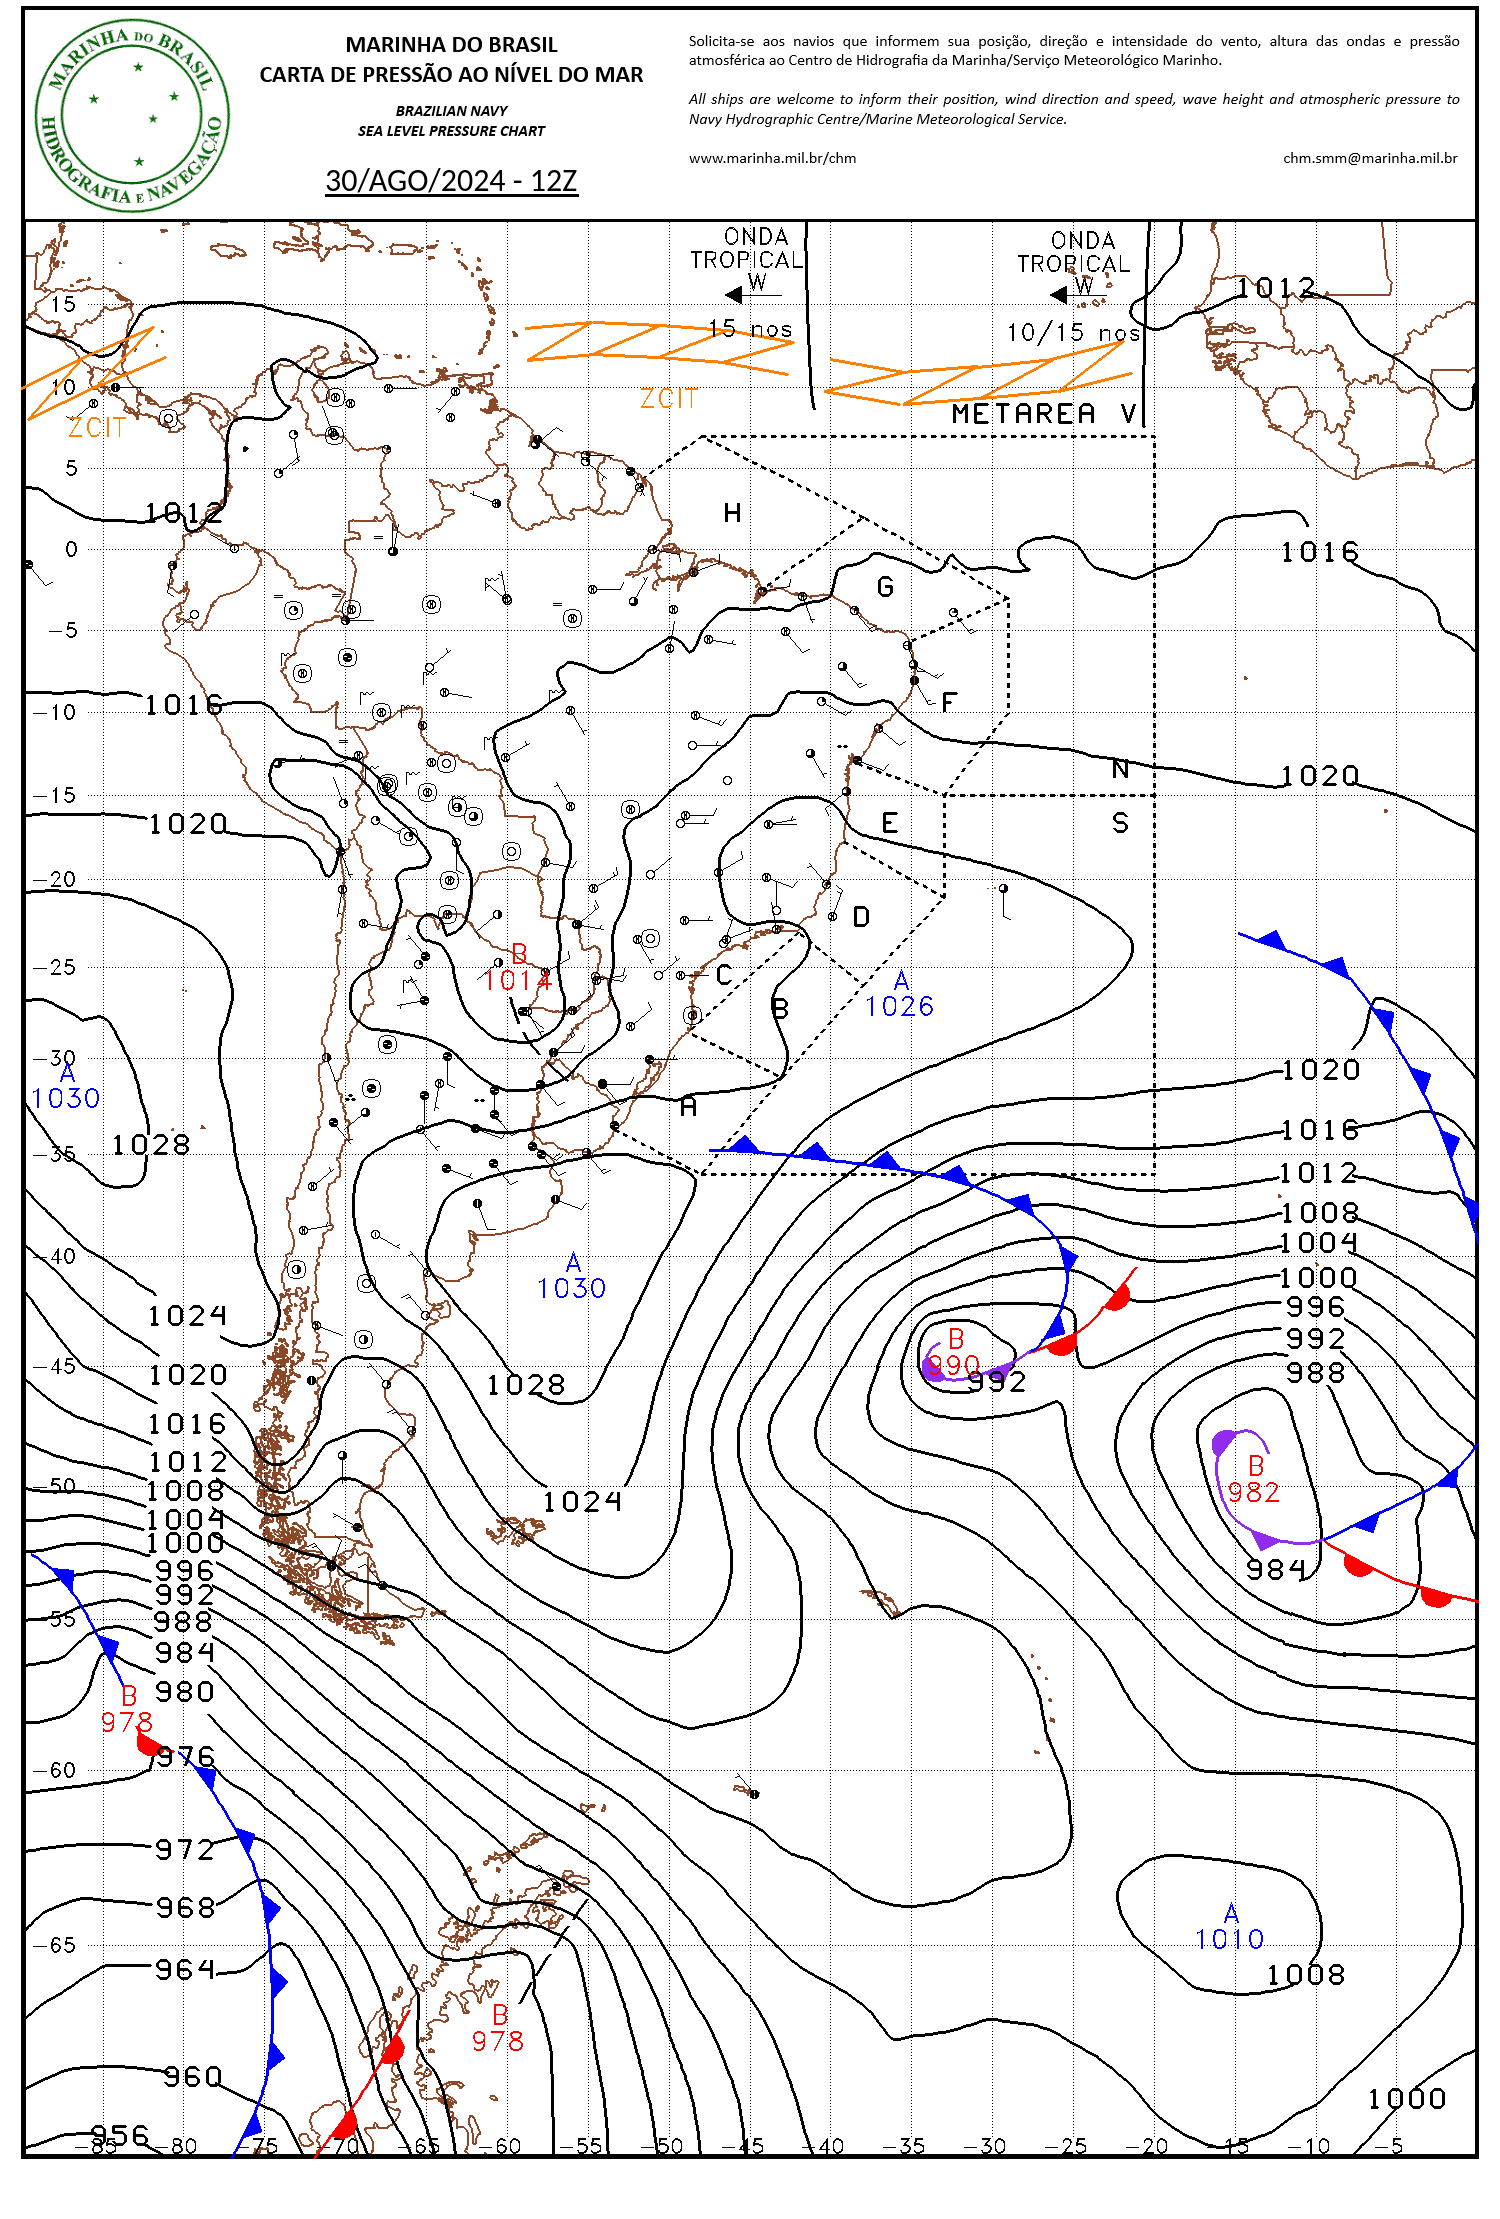 MARINHA DO BRASIL
HIDROGRAFIA E NAVEGAÇÃO
MARINHA DO BRASIL
CARTA DE PRESSÃO AO NÍVEL DO MAR
BRAZILIAN NAVY
SEA LEVEL PRESSURE CHART
30/AGO/2024 - 12Z
Solicita-se aos navios que informem sua posição, direção e intensidade do vento, altura das ondas e pressão
atmosférica ao Centro de Hidrografia da Marinha/Serviço Meteorológico Marinho.
All ships are welcome to inform their position, wind direction and speed, wave height and atmospheric pressure to
Navy Hydrographic Centre/Marine Meteorological Service.
www.marinha.mil.br/chm chm.smm@marinha.mil.br
ONDA
TROPICAL
W
15 nos
ONDA
TROPICAL
W
10/15 nos
1012
15
10
ZCIT
ZCIT
METAREA V
5
1012
H
0
1016
G
-5
1016
-10
F
N
1020
-15
1020
E
S
-20
D
B
1014
-25
C
A
1026
B
-30
A
1030
1020
A
1028
-35
1016
1012
1008
-40
1004
A
1030
1000
1024
996
B
990
992
-45
1020
1028
992
988
1016
1012
B
982
-50
1008
1024
1004
1000
996
984
992
-55
988
984
980
B
978
976
-60
972
968
A
1010
-65
964
1008
B
978
960
1000
956
-85 -80 -75 -70 -65 -60 -55 -50 -45 -40 -35 -30 -25 -20 -15 -10 -5